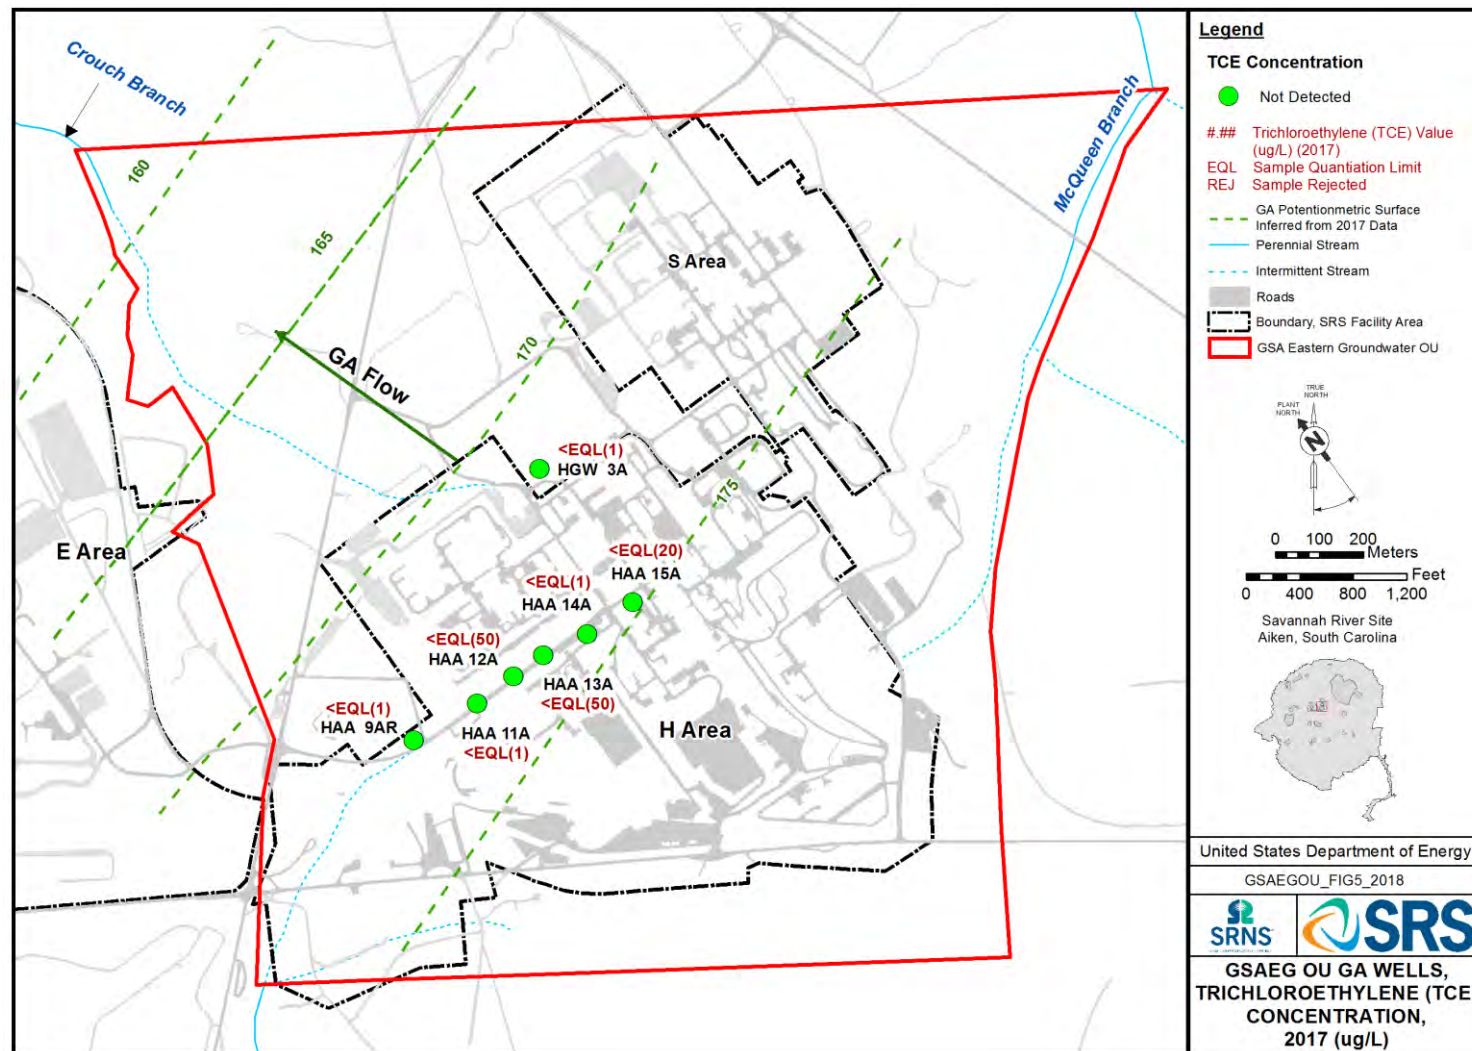 Crouch Branch
McQueen Branch
160
165
170
175
GA Flow
S Area
E Area
H Area
<EQL(1)
HGW 3A
<EQL(20)
HAA 15A
<EQL(1)
HAA 14A
<EQL(50)
HAA 12A
HAA 13A
<EQL(50)
<EQL(1)
HAA 9AR
HAA 11A
<EQL(1)
Legend
TCE Concentration
Not Detected
#.## Trichloroethylene (TCE) Value
(ug/L) (2017)
EQL Sample Quantiation Limit
REJ Sample Rejected
GA Potentionmetric Surface
Inferred from 2017 Data
Perennial Stream
Intermittent Stream
Roads
Boundary, SRS Facility Area
GSA Eastern Groundwater OU
TRUE
NORTH
PLANT
NORTH
N
0 100 200
Meters
Feet
0 400 800 1,200
Savannah River Site
Aiken, South Carolina
United States Department of Energy
GSAEGOU_FIG5_2018
SRNS
SRS
GSAEG OU GA WELLS,
TRICHLOROETHYLENE (TCE
CONCENTRATION,
2017 (ug/L)